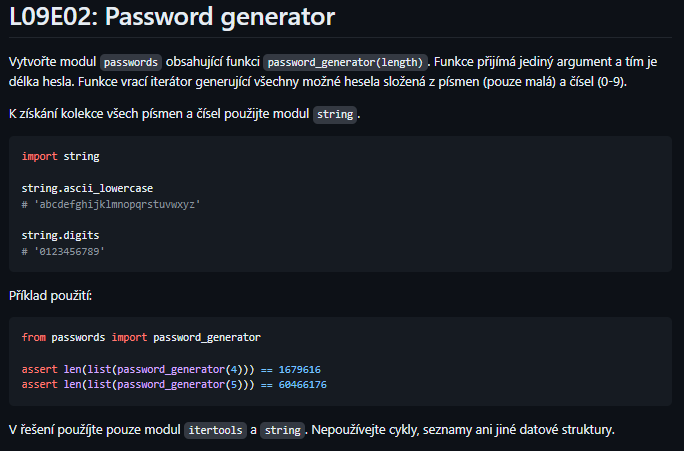 L09E02: Password generator
Vytvořte modul passwords obsahující funkci password_generator(length). Funkce přijímá jediný argument a tím je
délka hesla. Funkce vrací iterátor generující všechny možné hesela složená z písmen (pouze malá) a čísel (0-9).
K získání kolekce všech písmen a čísel použijte modul string.
import string
string.ascii_lowercase
# 'abcdefghijklmnopqrstuvwxyz'
string.digits
# '0123456789'
Příklad použití:
from passwords import password_generator
assert len(list(password_generator(4))) == 1679616
assert len(list(password_generator(5))) == 60466176
V řešení použíjte pouze modul itertools a string. Nepoužívejte cykly, seznamy ani jiné datové struktury.